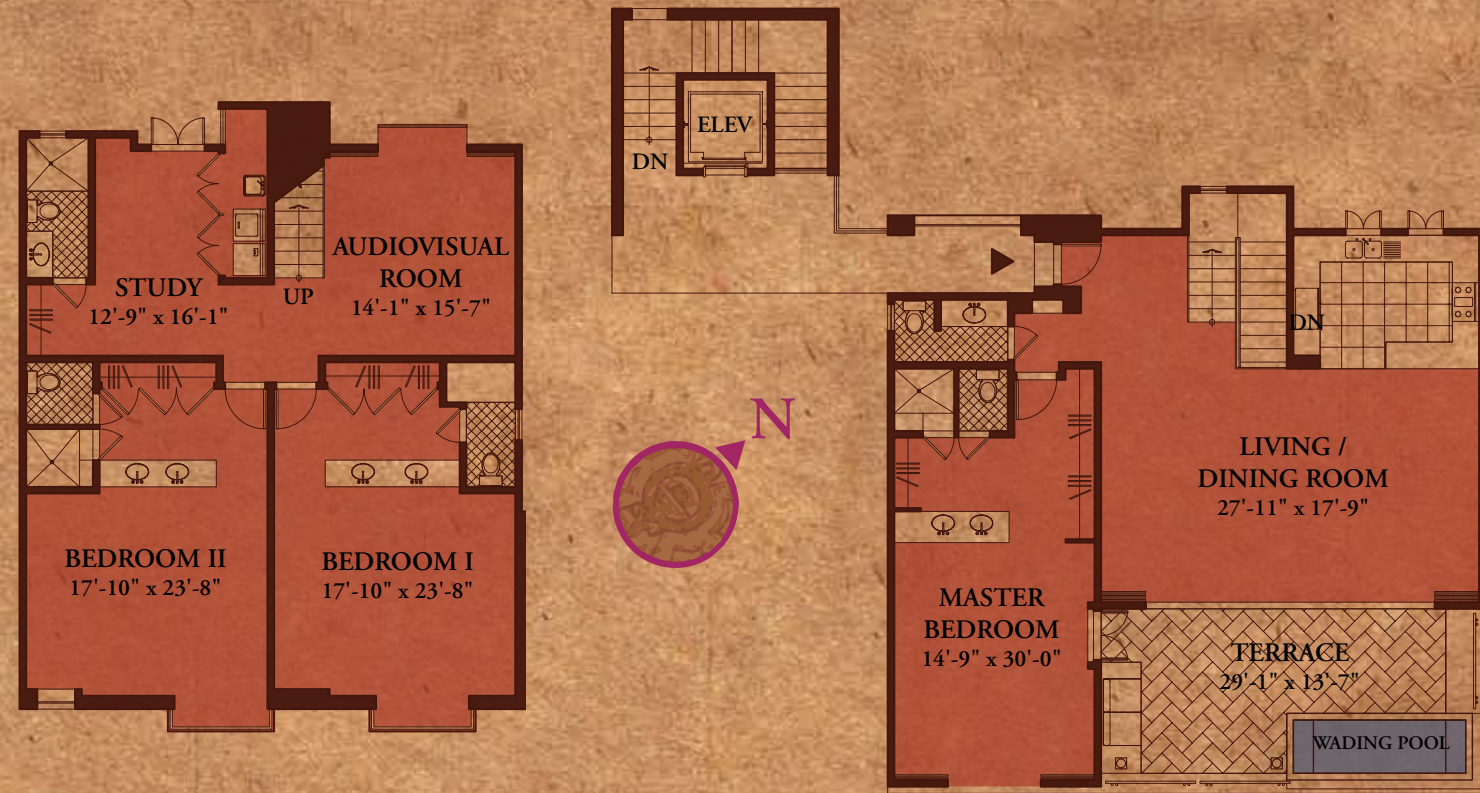 ELEV
DN
STUDY
12'-9" x 16'-1"
UP
AUDIOVISUAL
ROOM
14'-1" x 15'-7"
DN
N
BEDROOM II
17'-10" x 23'-8"
BEDROOM I
17'-10" x 23'-8"
LIVING /
DINING ROOM
27'-11" x 17'-9"
MASTER
BEDROOM
14'-9" x 30'-0"
TERRACE
29'-1" x 13'-7"
WADING POOL